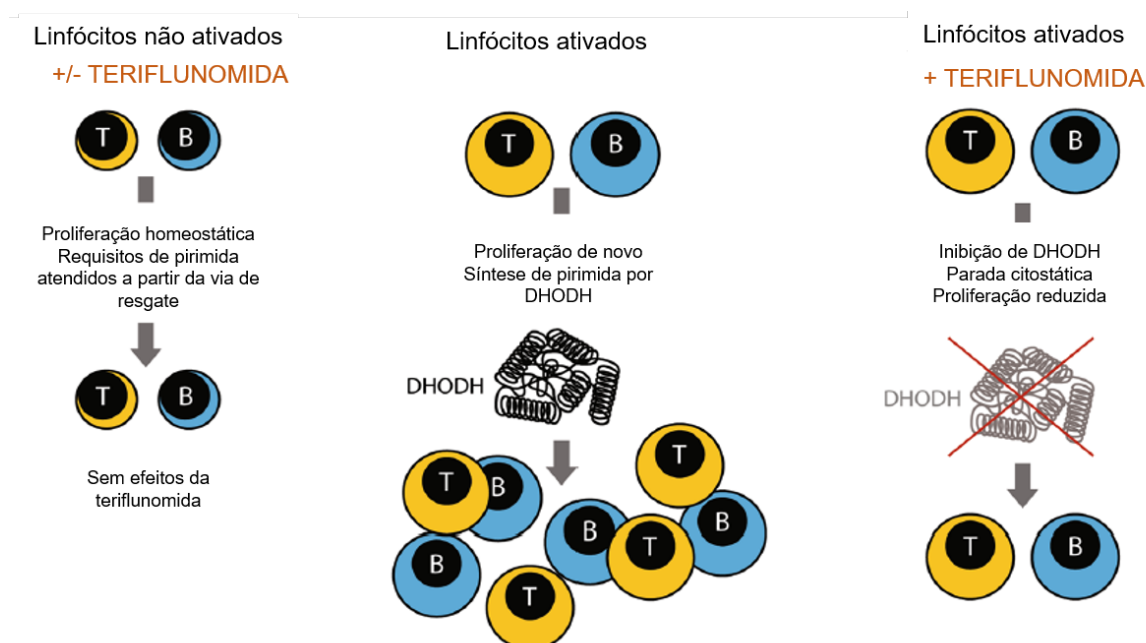 Linfócitos não ativados
+/- TERIFLUNOMIDA
T
B
Proliferação homeostática
Requisitos de pirimida
atendidos a partir da via de
resgate
T
B
Sem efeitos da
teriflunomida
Linfócitos ativados
T
B
Proliferação de novo
Síntese de pirimida por
DHODH
DHODH
T
B
T
B
B
T
B
T
Linfócitos ativados
+ TERIFLUNOMIDA
T
B
Inibição de DHODH
Parada citostática
Proliferação reduzida
DHODH
T
B